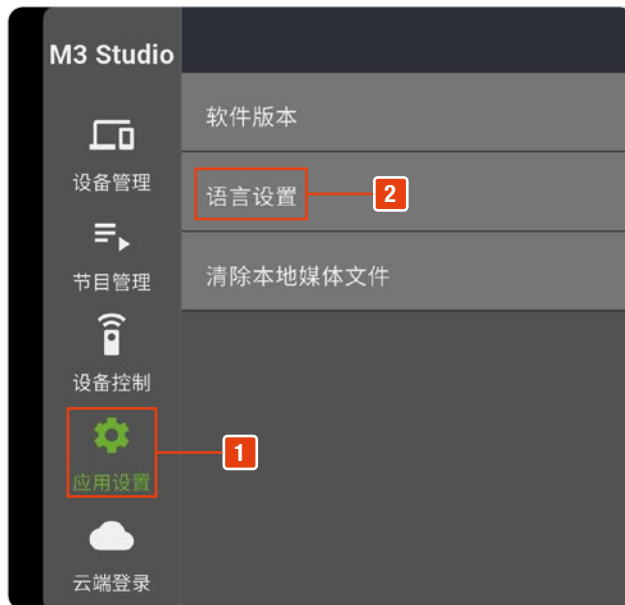 M3 Studio
设备管理
节目管理
设备控制
应用设置
云端登录
软件版本
语言设置
清除本地媒体文件
2
1